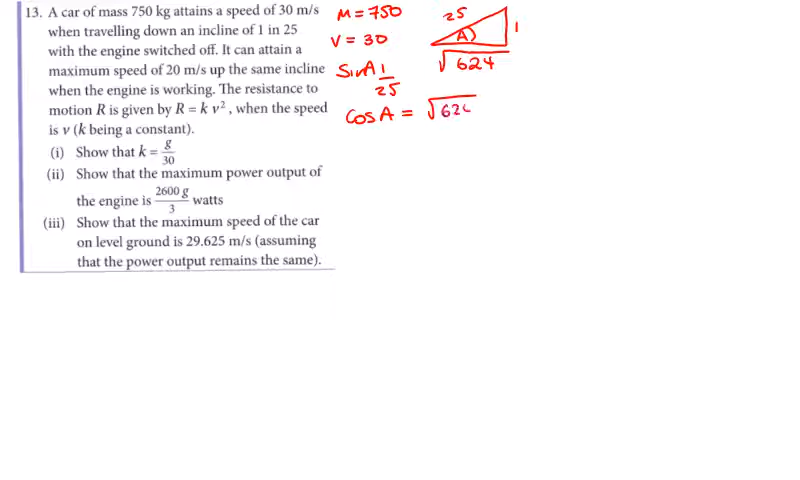 13. A car of mass 750 kg attains a speed of 30 m/s
when travelling down an incline of 1 in 25
with the engine switched off. It can attain a
maximum speed of 20 m/s up the same incline
when the engine is working. The resistance to
motion R is given by R = k v², when the speed
is v (k being a constant).
(i) Show that k = g/30
(ii) Show that the maximum power output of
the engine is 2600 g/3 watts
(iii) Show that the maximum speed of the car
on level ground is 29.625 m/s (assuming
that the power output remains the same).
M = 750
V = 30
SinA 1/25
Cos A = √62
25
1
A
√624